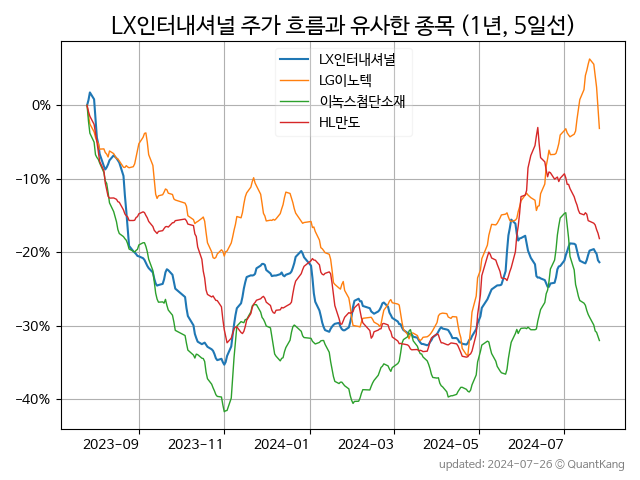 LX인터내셔널 주가 흐름과 유사한 종목 (1년, 5일선)
LX인터내셔널
LG이노텍
이녹스첨단소재
HL만도
0%
−10%
−20%
−30%
−40%
2023-09
2023-11
2024-01
2024-03
2024-05
2024-07
updated: 2024-07-26 © QuantKang